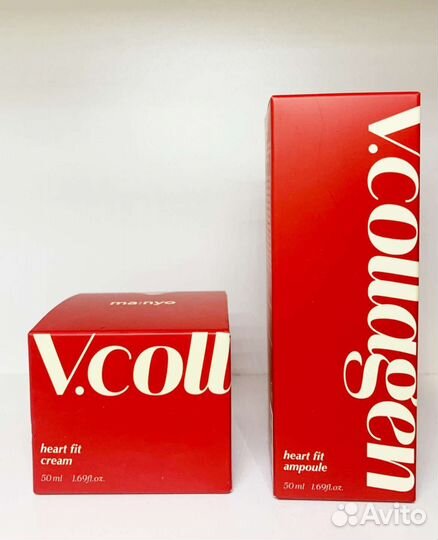 ma:nyo
V.coll
heart fit
cream
50 ml 1.69fl.oz.
V.collagen
heart fit
ampoule
50 ml 1.69fl.oz.
Avito